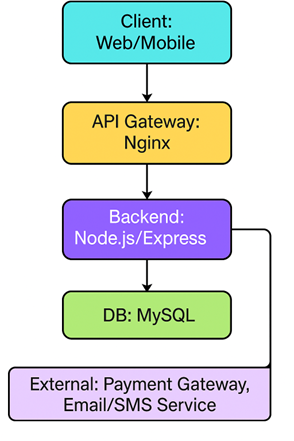 Client:
Web/Mobile
API Gateway:
Nginx
Backend:
Node.js/Express
DB: MySQL
External: Payment Gateway,
Email/SMS Service